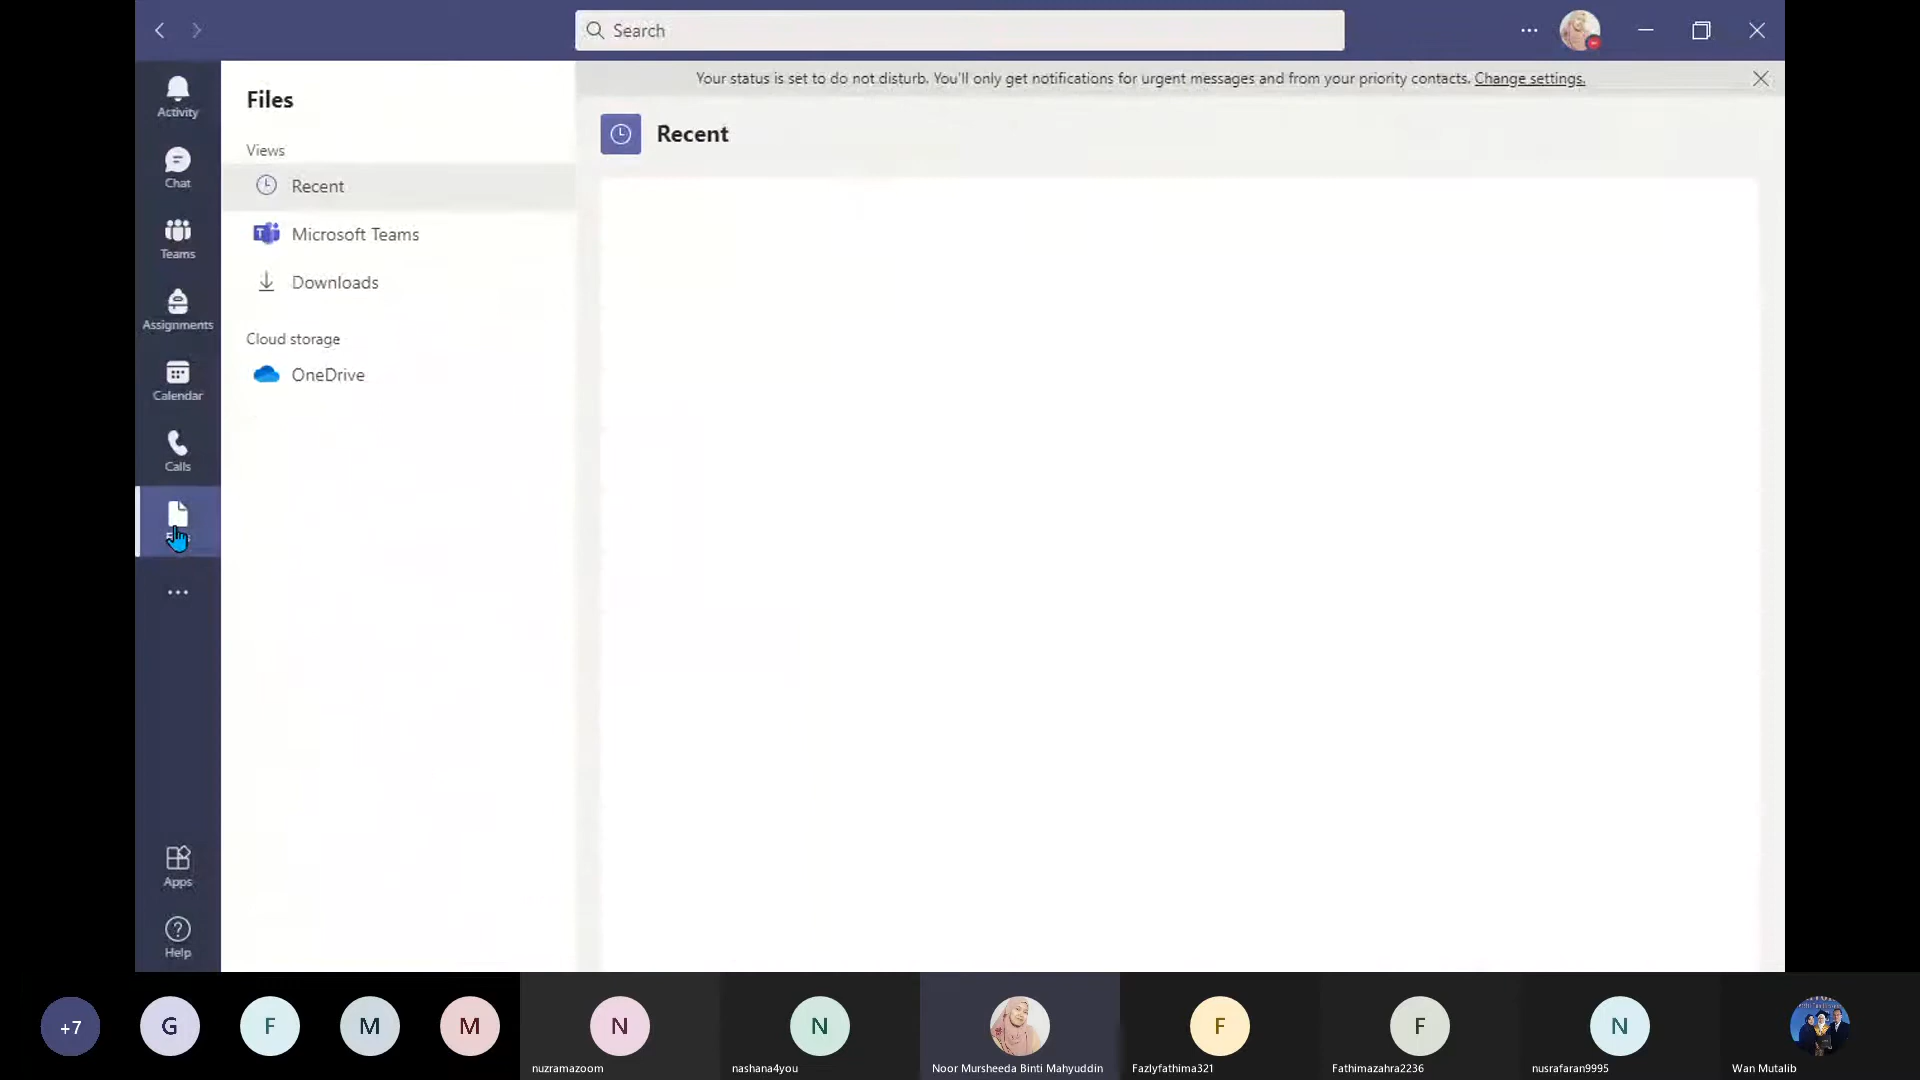 Search
Your status is set to do not disturb. You'll only get notifications for urgent messages and from your priority contacts. Change settings.
Activity
Chat
Teams
Assignments
Calendar
Calls
Apps
Help
Files
Views
Recent
Microsoft Teams
Downloads
Cloud storage
OneDrive
Recent
+7
G
F
M
M
N
N
F
F
N
nuzramazoom
nashana4you
Noor Mursheeda Binti Mahyuddin
Fazlyfathima321
Fathimazahra2236
nusrafaran9995
Wan Mutalib